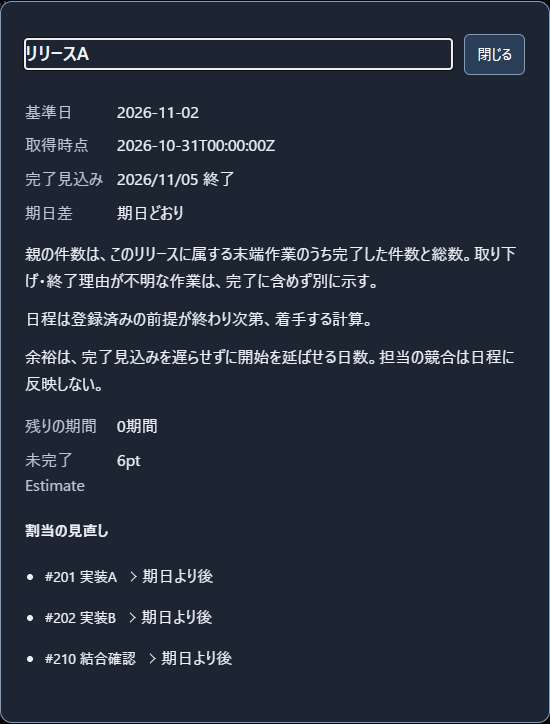 リリースA
閉じる
基準日 2026-11-02
取得時点 2026-10-31T00:00:00Z
完了見込み 2026/11/05 終了
期日差 期日どおり
親の件数は、このリリースに属する末端作業のうち完了した件数と総数。取り下
げ・終了理由が不明な作業は、完了に含めず別に示す。
日程は登録済みの前提が終わり次第、着手する計算。
余裕は、完了見込みを遅らせずに開始を延ばせる日数。担当の競合は日程に
反映しない。
残りの期間 0期間
未完了 6pt
Estimate
割当の見直し
• #201 実装A > 期日より後
• #202 実装B > 期日より後
• #210 結合確認 > 期日より後